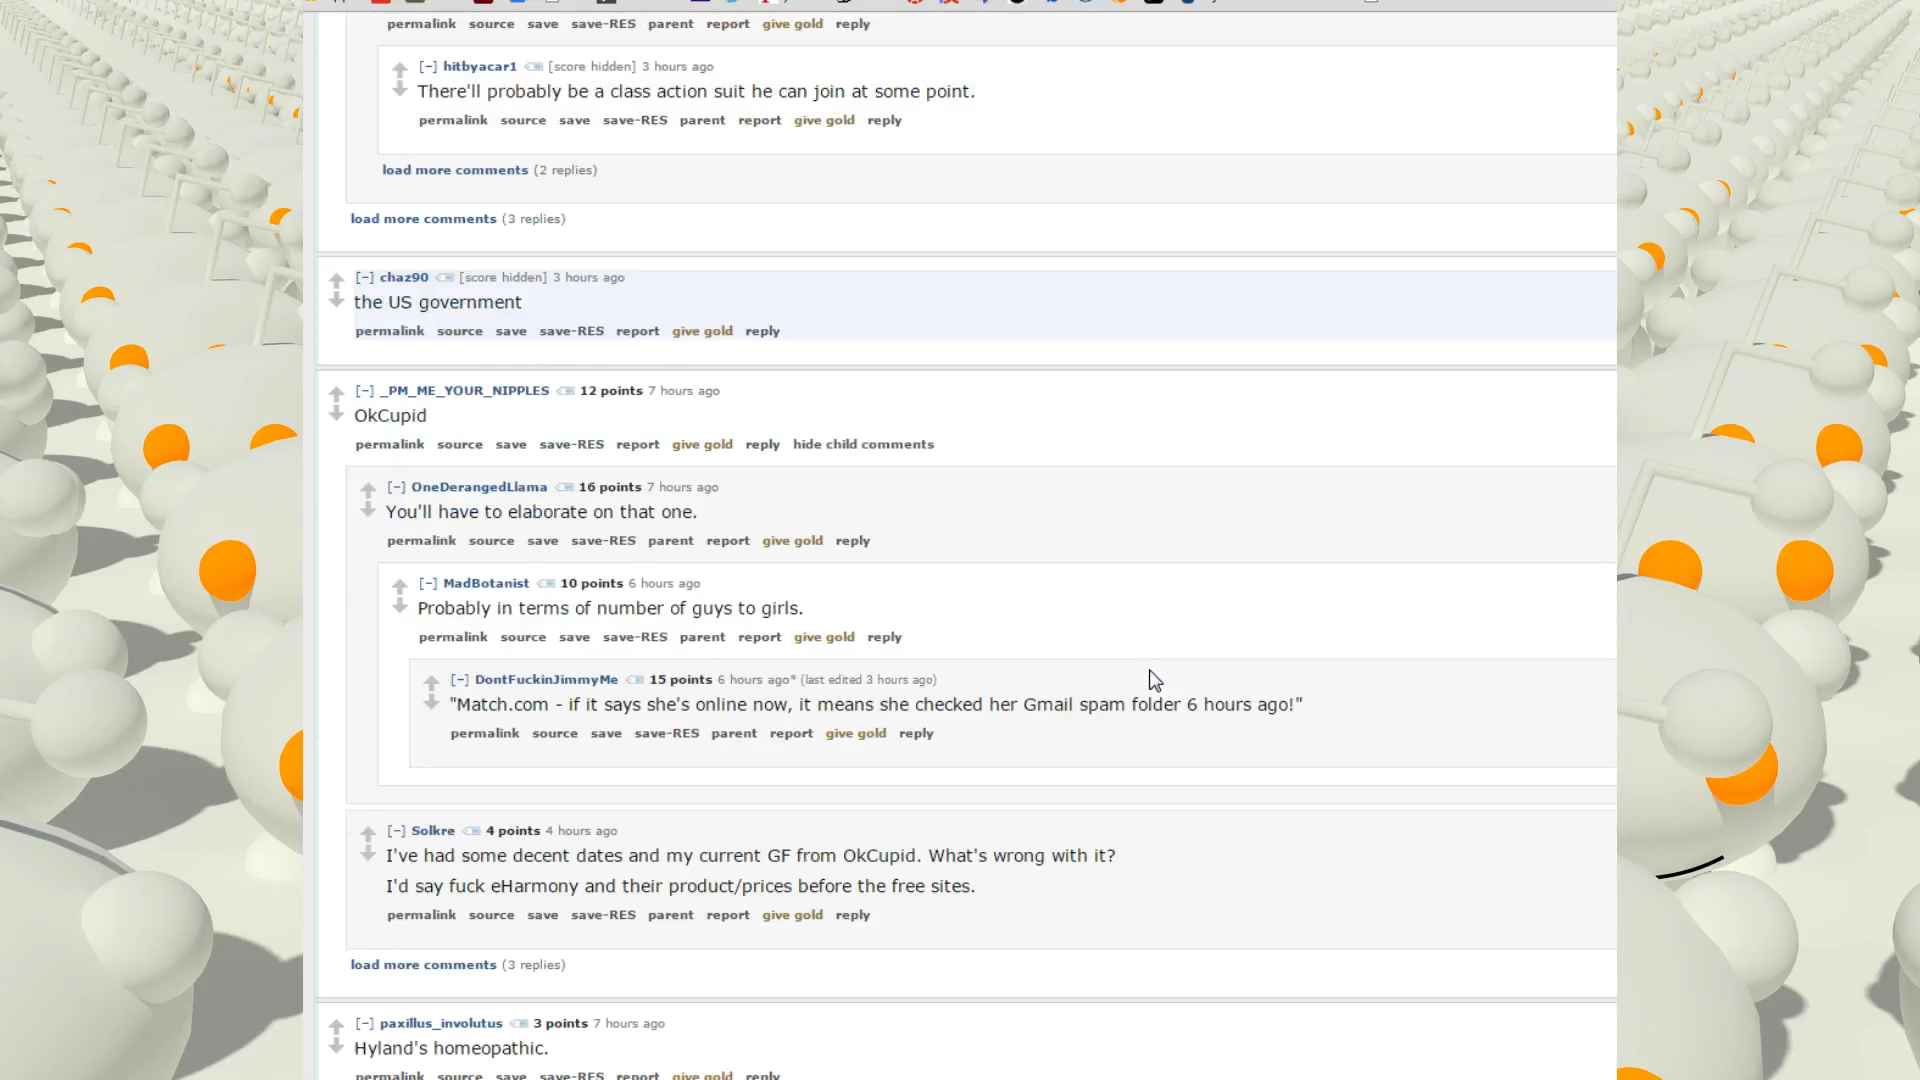 permalink source save save-RES parent report give gold reply
[-] hitbyacar1 [score hidden] 3 hours ago
There'll probably be a class action suit he can join at some point.
permalink source save save-RES parent report give gold reply
load more comments (2 replies)
load more comments (3 replies)
[-] chaz90 [score hidden] 3 hours ago
the US government
permalink source save save-RES report give gold reply
[-] _PM_ME_YOUR_NIPPLES 12 points 7 hours ago
OkCupid
permalink source save save-RES report give gold reply hide child comments
[-] OneDerangedLlama 16 points 7 hours ago
You'll have to elaborate on that one.
permalink source save save-RES parent report give gold reply
[-] MadBotanist 10 points 6 hours ago
Probably in terms of number of guys to girls.
permalink source save save-RES parent report give gold reply
[-] DontFuckinJimmyMe 15 points 6 hours ago* (last edited 3 hours ago)
"Match.com - if it says she's online now, it means she checked her Gmail spam folder 6 hours ago!"
permalink source save save-RES parent report give gold reply
[-] Solkre 4 points 4 hours ago
I've had some decent dates and my current GF from OkCupid. What's wrong with it?
I'd say fuck eHarmony and their product/prices before the free sites.
permalink source save save-RES parent report give gold reply
load more comments (3 replies)
[-] paxillus_involutus 3 points 7 hours ago
Hyland's homeopathic.
permalink source save save-RES report give gold reply